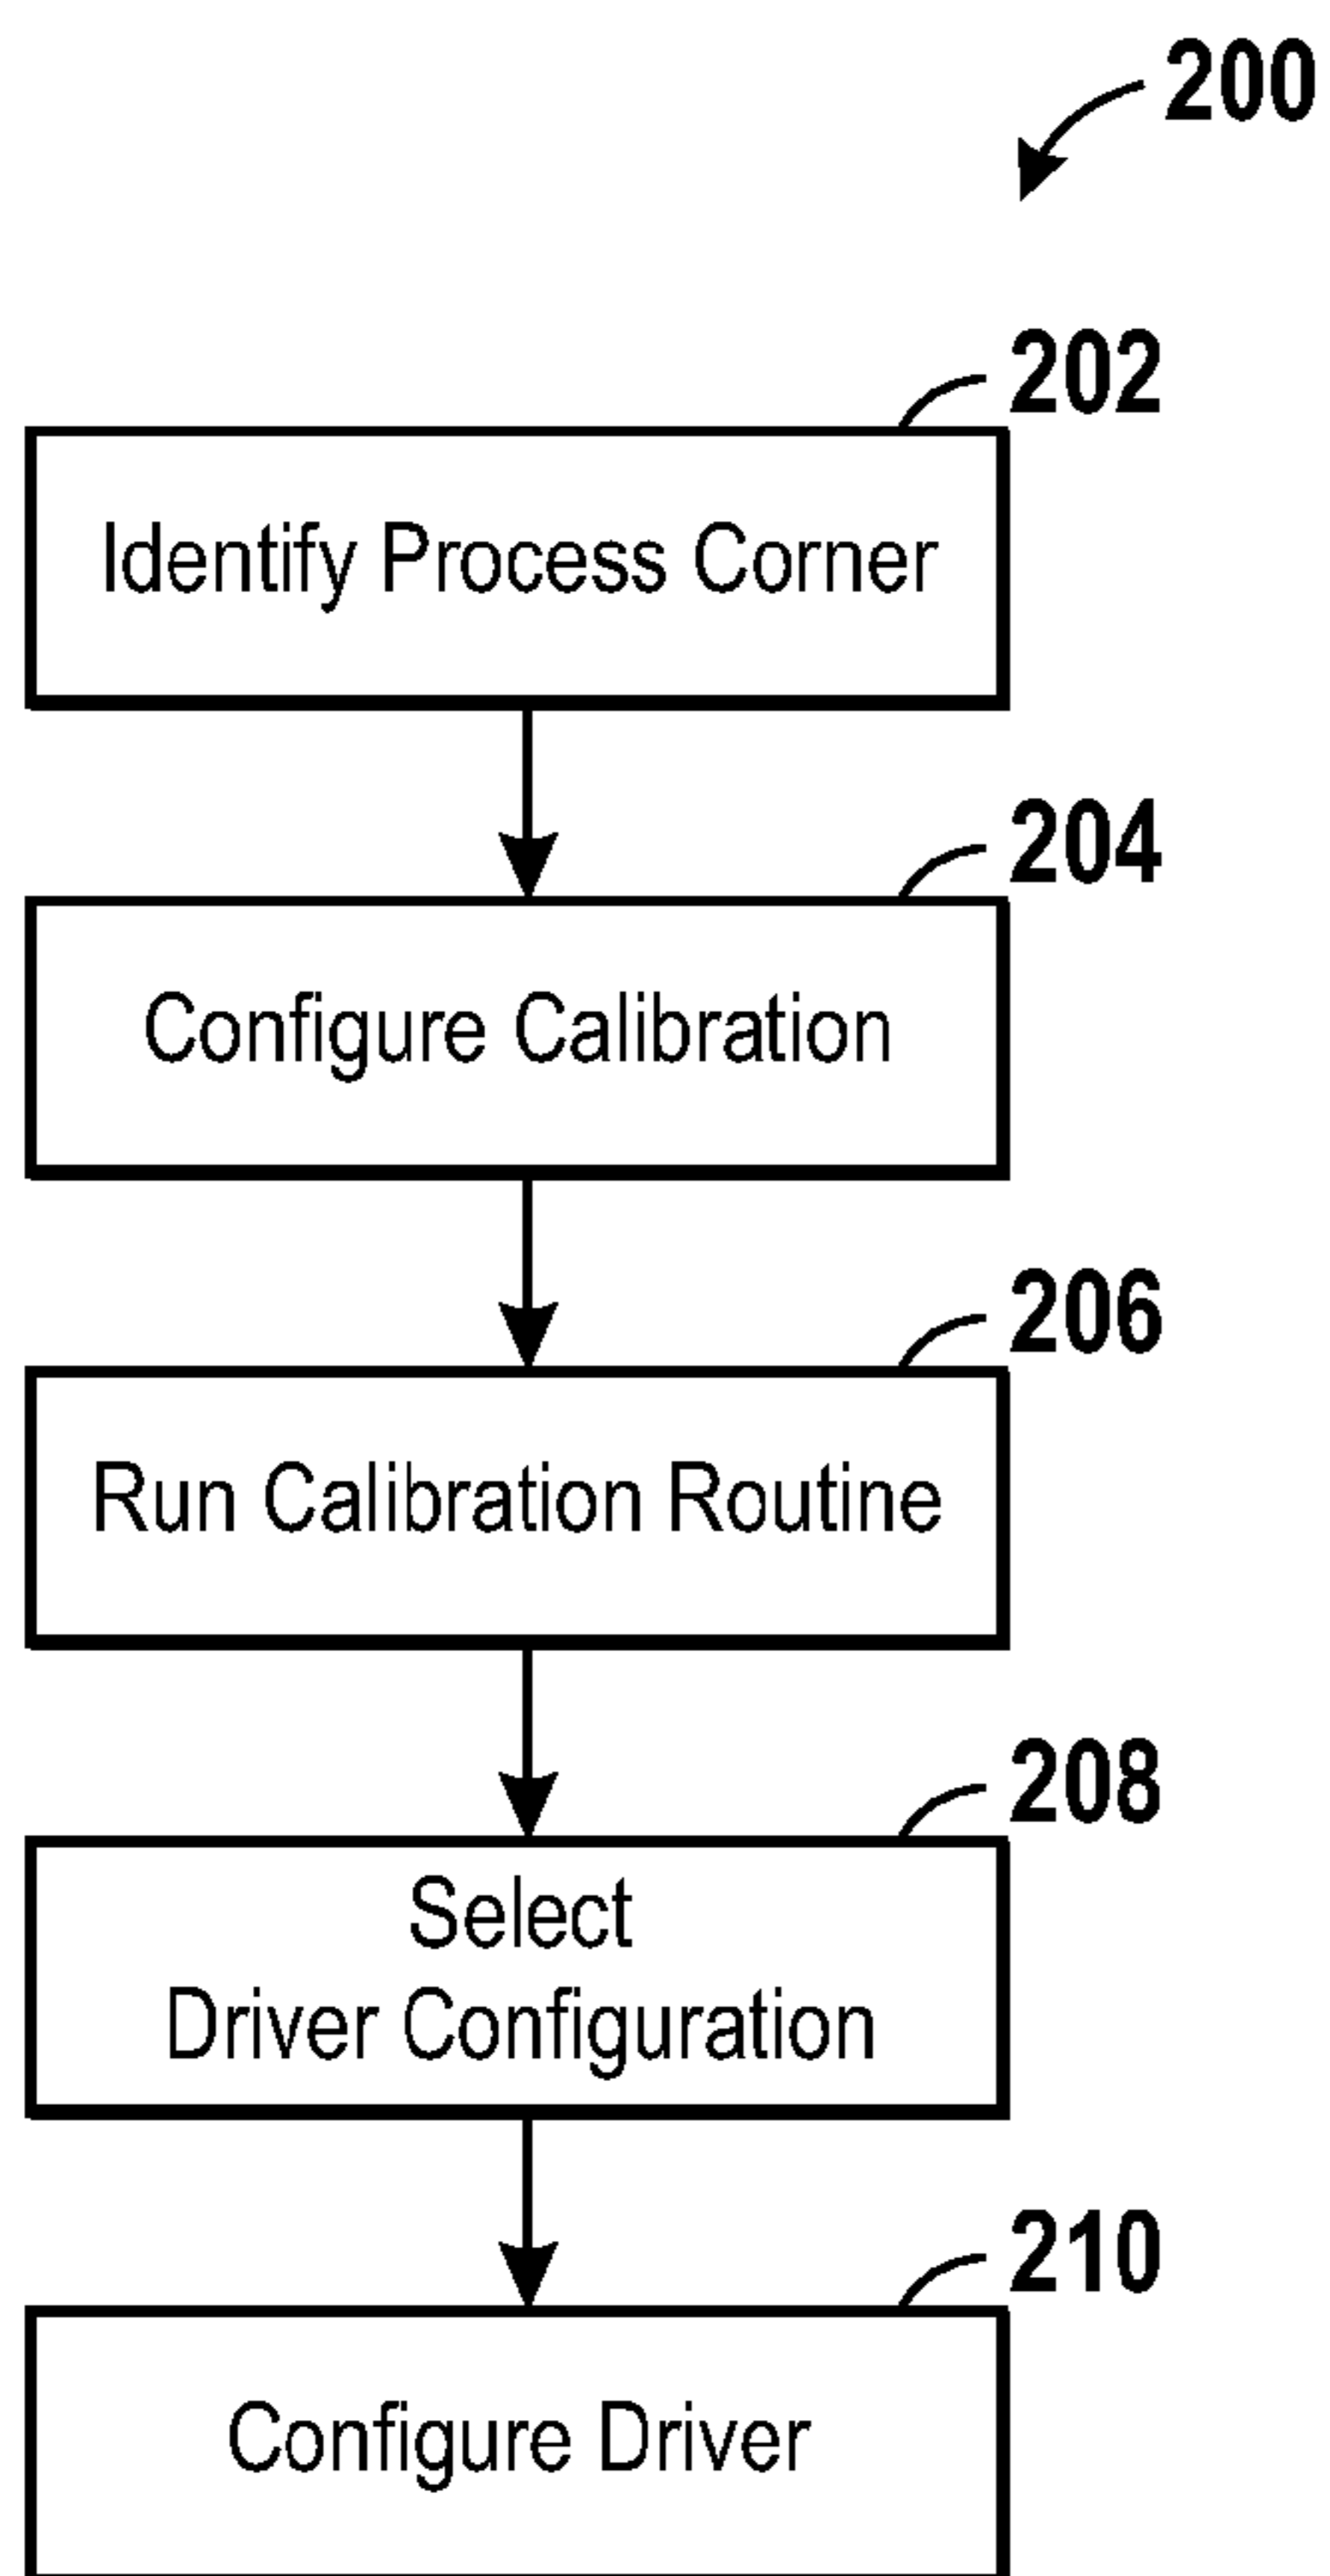 200
202
Identify Process Corner
204
Configure Calibration
206
Run Calibration Routine
208
Select
Driver Configuration
210
Configure Driver